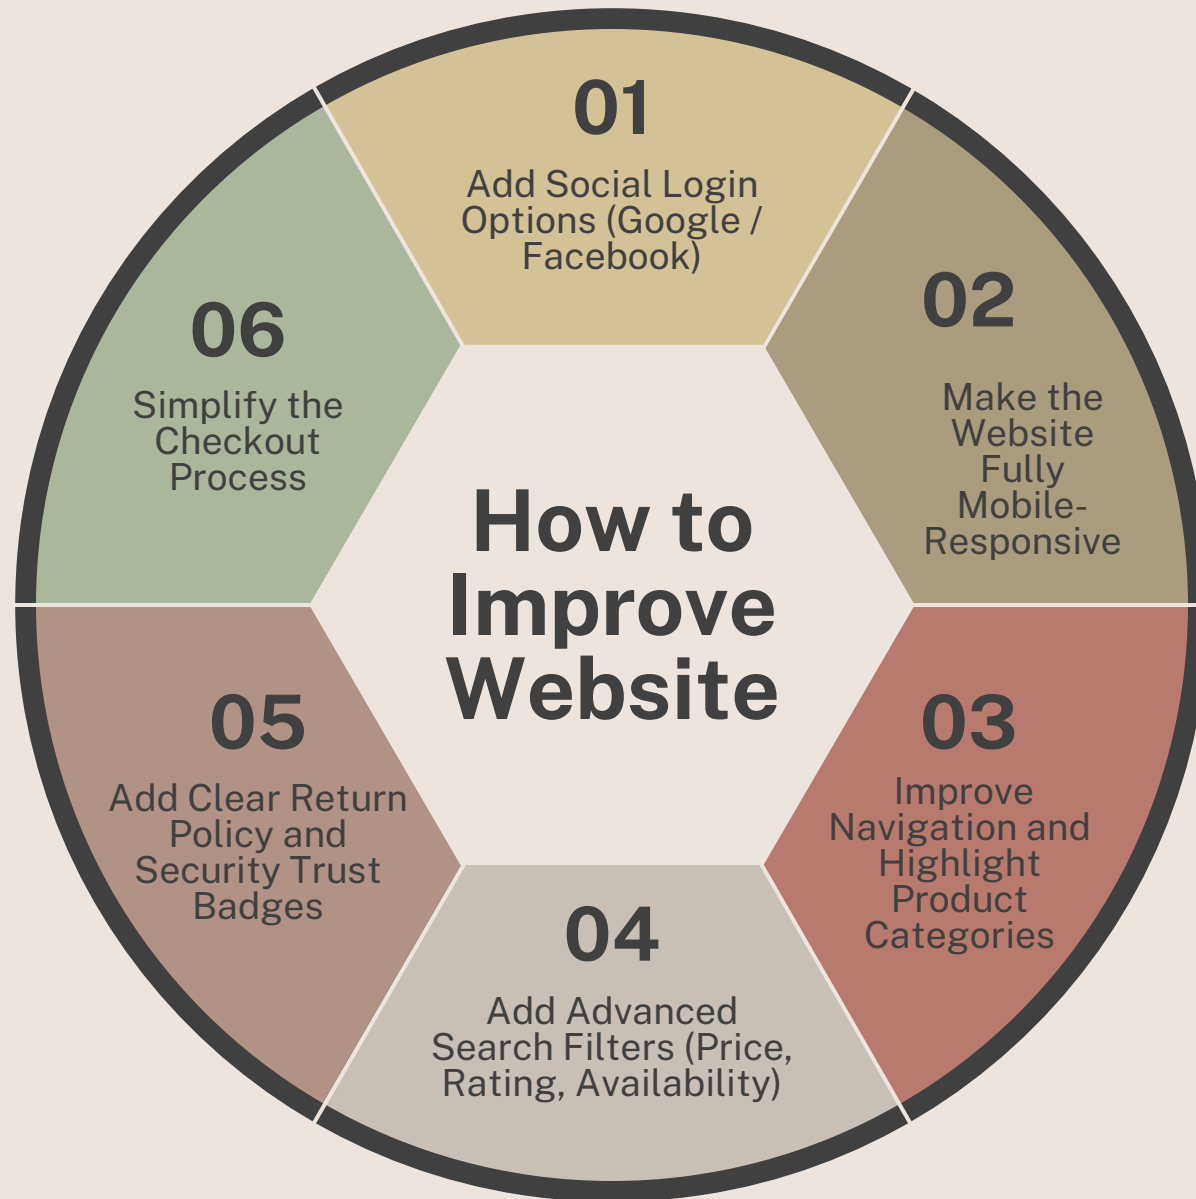 01
Add Social Login
Options (Google /
Facebook)
02
Make the
Website
Fully
Mobile-
Responsive
03
Improve
Navigation and
Highlight
Product
Categories
04
Add Advanced
Search Filters (Price,
Rating, Availability)
05
Add Clear Return
Policy and
Security Trust
Badges
06
Simplify the
Checkout
Process
How to
Improve
Website